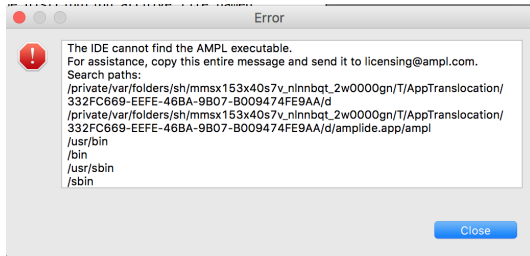 Error
The IDE cannot find the AMPL executable.
For assistance, copy this entire message and send it to licensing@ampl.com.
Search paths:
/private/var/folders/sh/mmsx153x40s7v_nlnnbqt_2w0000gn/T/AppTranslocation/
332FC669-EEFE-46BA-9B07-B009474FE9AA/d
/private/var/folders/sh/mmsx153x40s7v_nlnnbqt_2w0000gn/T/AppTranslocation/
332FC669-EEFE-46BA-9B07-B009474FE9AA/d/amplide.app/ampl
/usr/bin
/bin
/usr/sbin
/sbin
Close